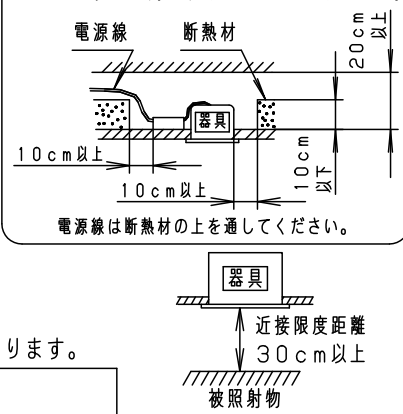 電源線 断熱材
20cm以上
器具
10cm以上
10cm以上
10cm以下
電源線は断熱材の上を通してください。
器具
近接限度距離
30cm以上
被照射物
ります。